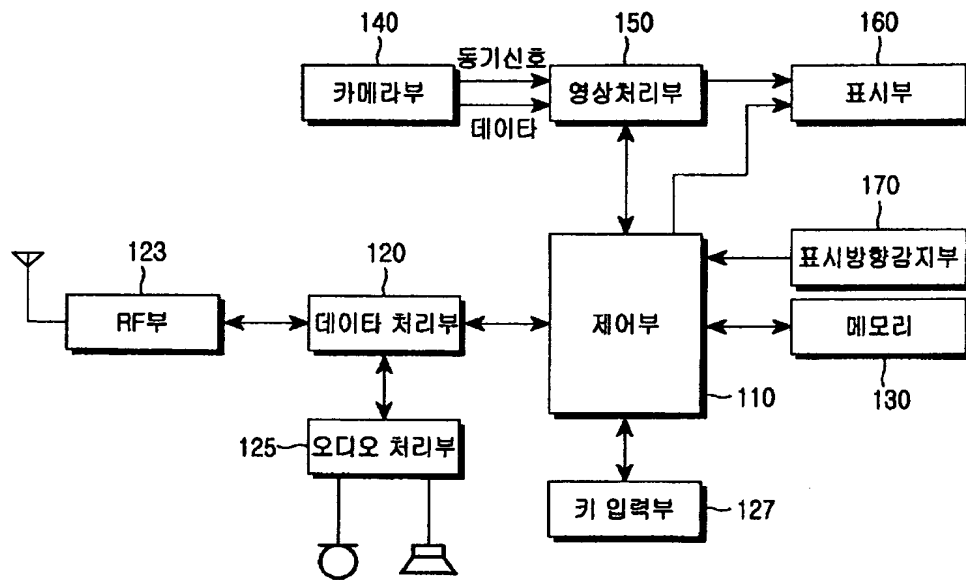 140
150
160
동기신호
카메라부
영상처리부
표시부
데이타
170
표시방향감지부
123
120
RF부
데이타 처리부
제어부
메모리
110
130
125
오디오 처리부
키 입력부
127